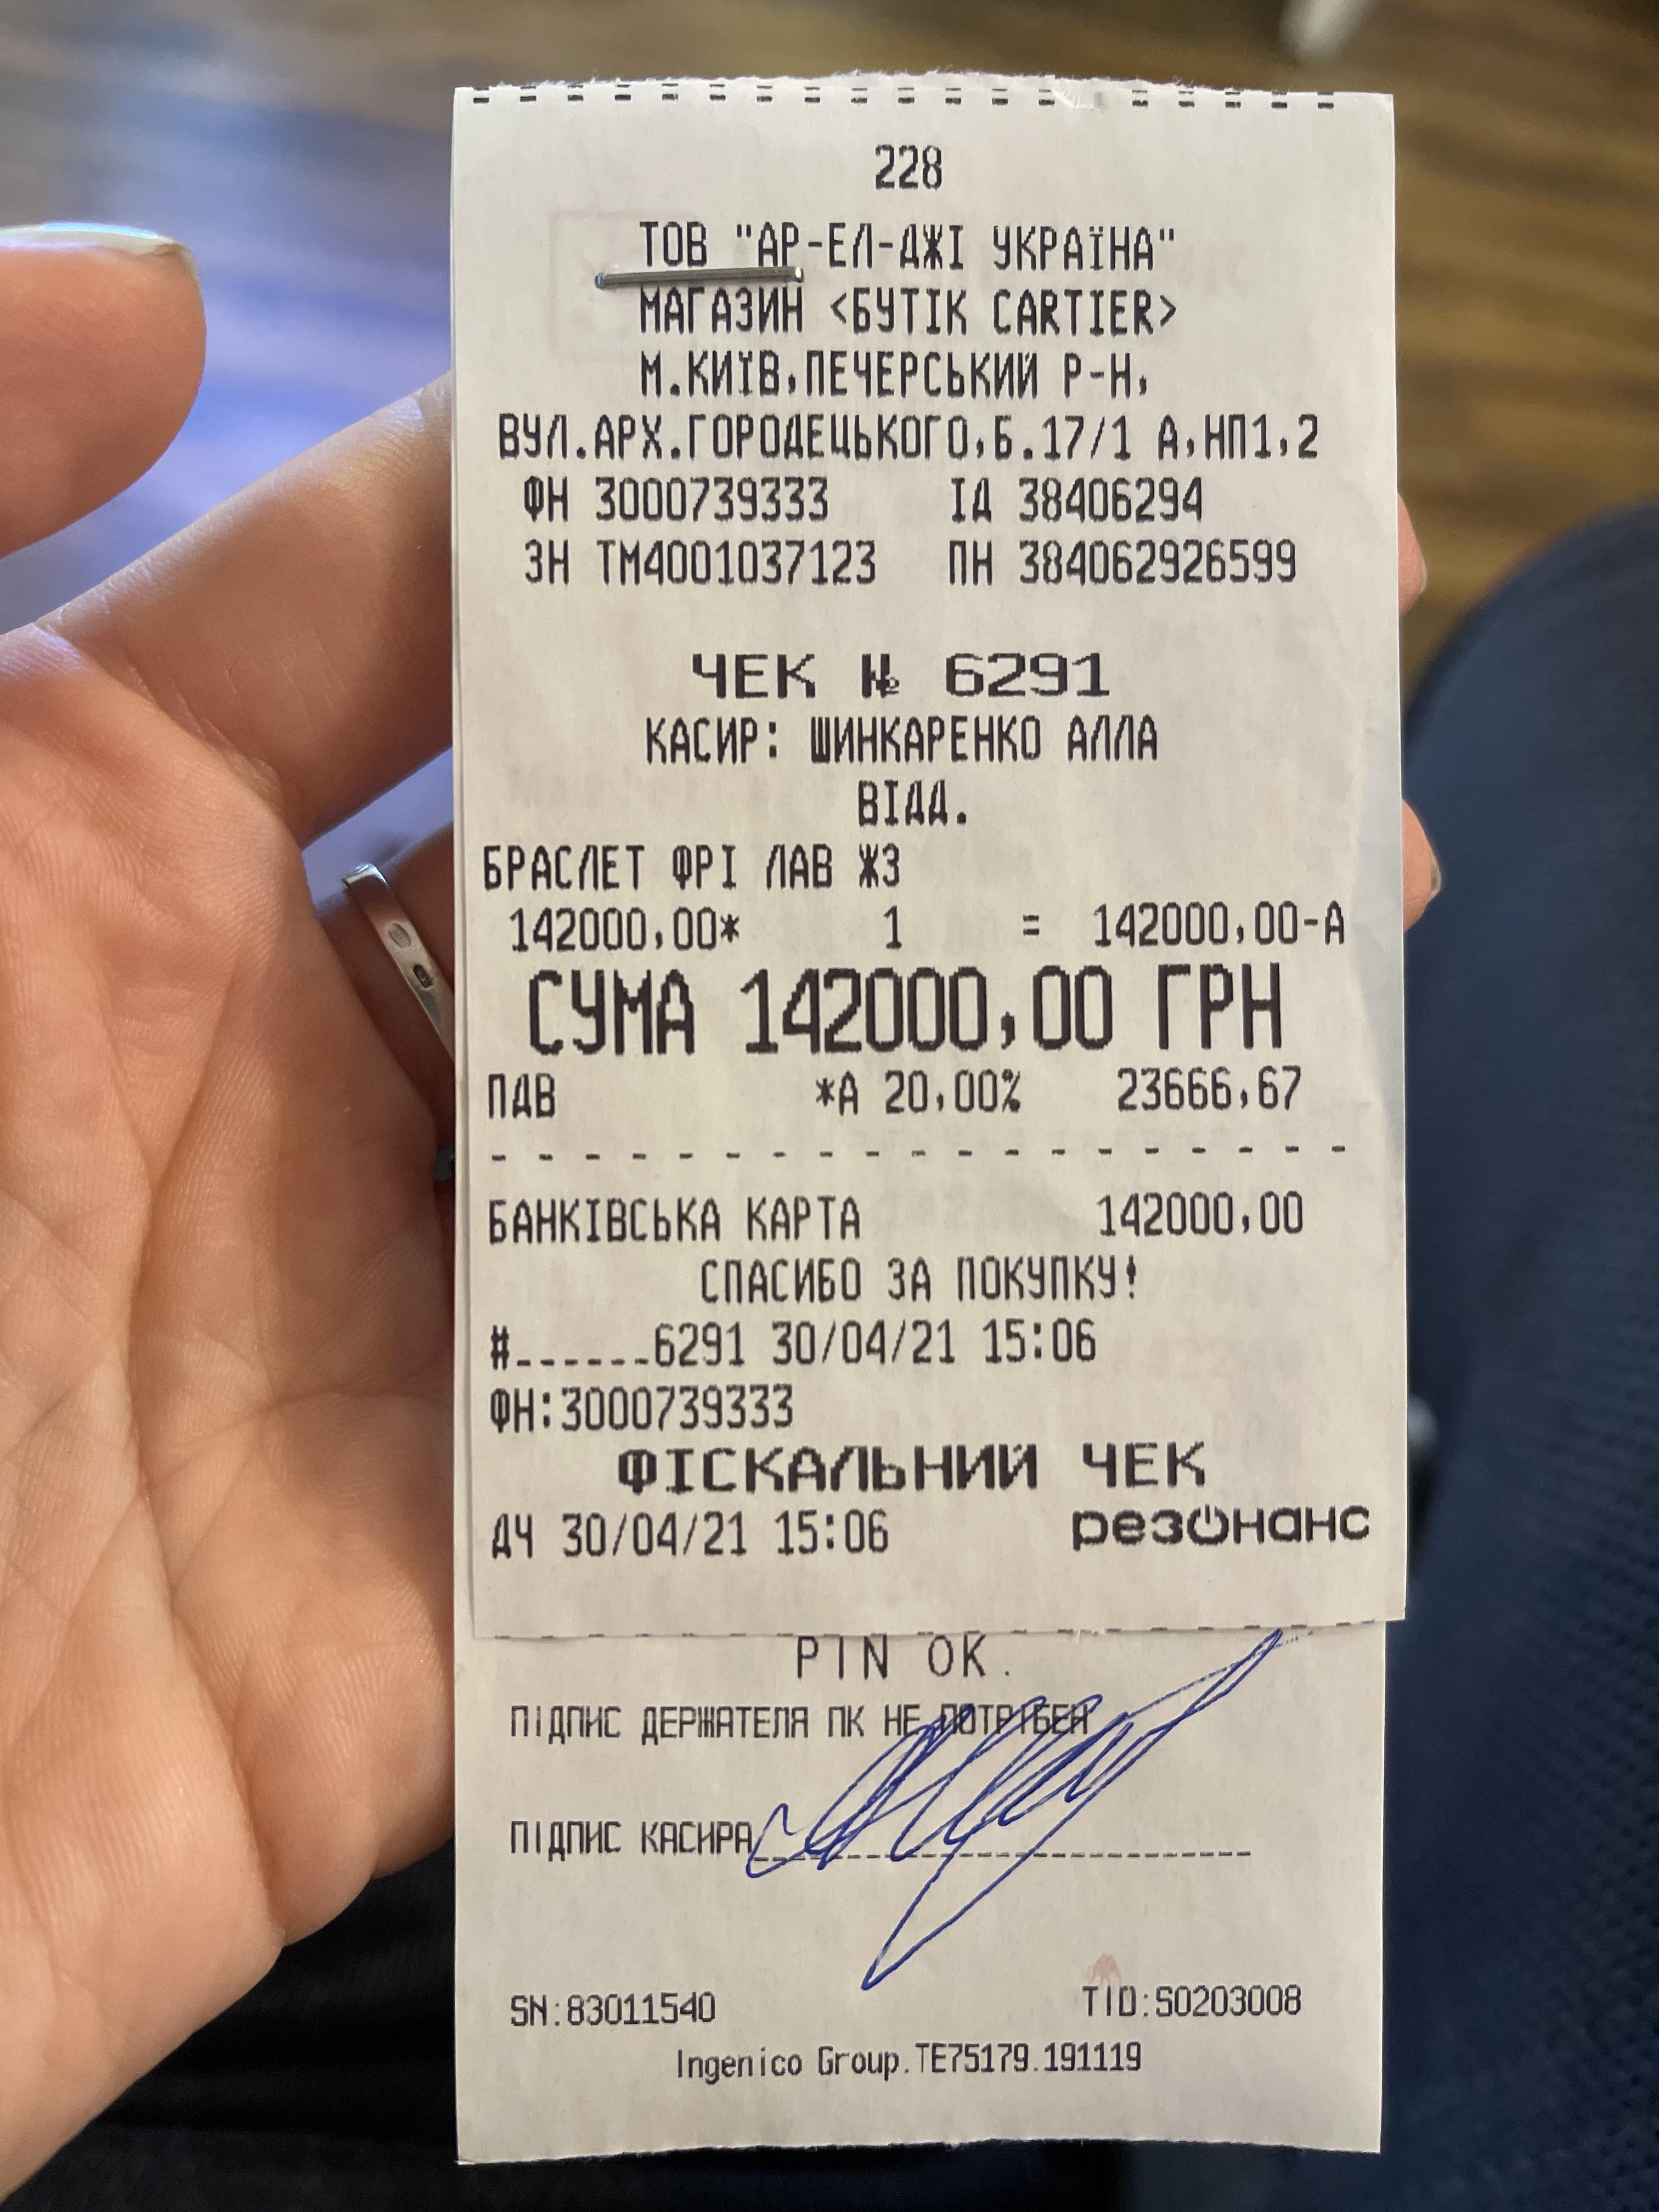 228
ТОВ "АР-ЕЛ-ДЖІ УКРАЇНА"
МАГАЗИН <БУТІК CARTIER>
М.КИЇВ,ПЕЧЕРСЬКИЙ Р-Н,
ВУЛ.АРХ.ГОРОДЕЦЬКОГО,Б.17/1 А,НП1,2
ФН 3000739333 ІД 38406294
ЗН ТМ4001037123 ПН 384062926599
ЧЕК № 6291
КАСИР: ШИНКАРЕНКО АЛЛА
ВІДД.
БРАСЛЕТ ФРІ ЛАВ ЖЗ
142000,00* 1 = 142000,00-А
СУМА 142000,00 ГРН
ПДВ *А 20,00% 23666,67
БАНКІВСЬКА КАРТА 142000,00
СПАСИБО ЗА ПОКУПКУ!
#______6291 30/04/21 15:06
ФН:3000739333
ФІСКАЛЬНИЙ ЧЕК
ДЧ 30/04/21 15:06 резонанс
PIN OK.
ПІДПИС ДЕРЖАТЕЛЯ ПК НЕ ПОТРІБЕН
ПІДПИС КАСИРА
SN:83011540 TID:S0203008
Ingenico Group.TE75179.191119